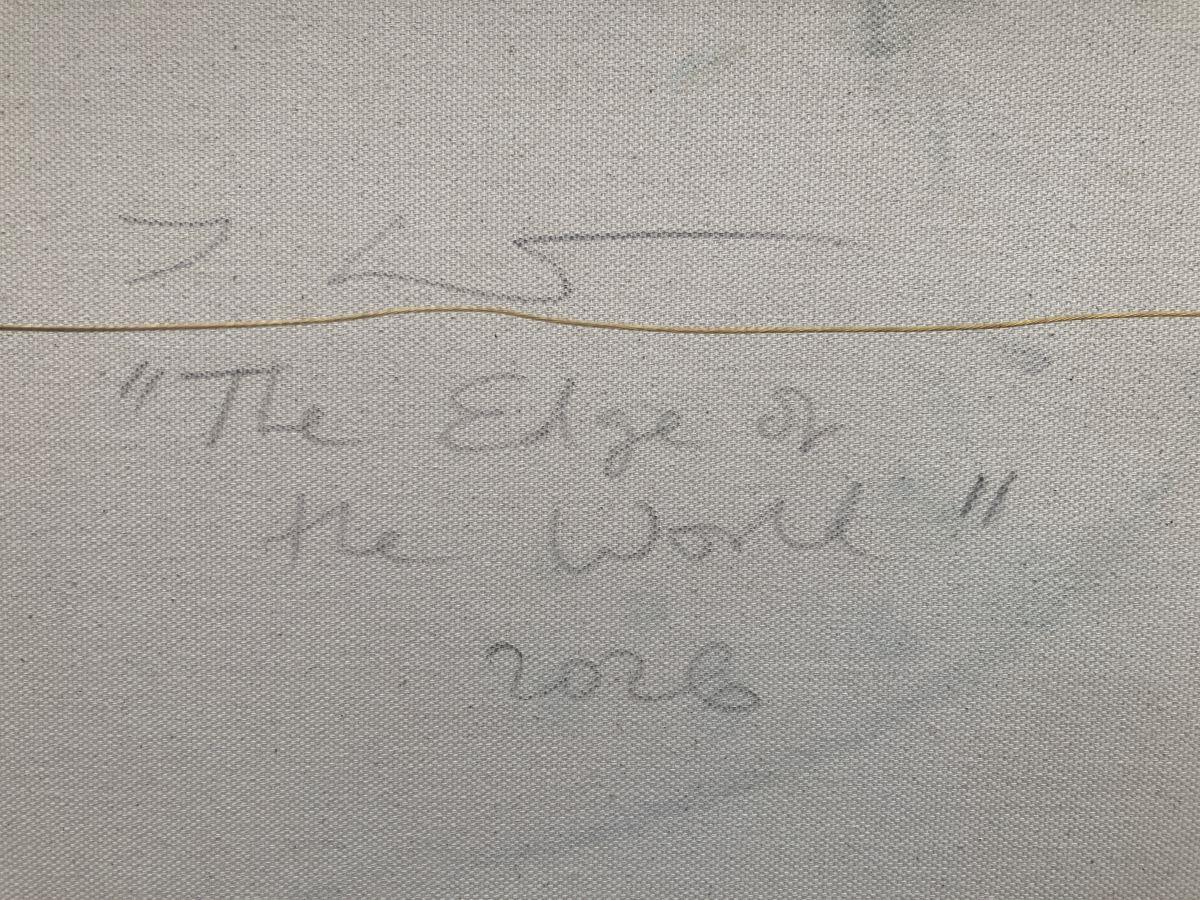 "The Edge of
the World"
2026